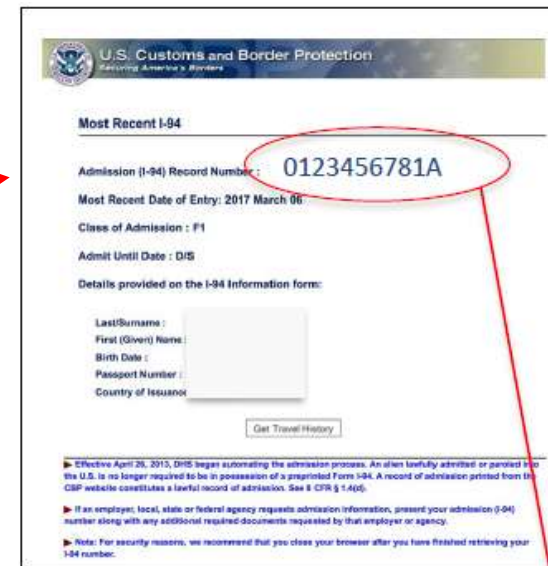 U.S. Customs and Border Protection
Securing America's Borders
Most Recent I-94
Admission (I-94) Record Number : 0123456781A
Most Recent Date of Entry: 2017 March 06
Class of Admission : F1
Admit Until Date : D/S
Details provided on the I-94 Information form:
Last/Surname :
First (Given) Name :
Birth Date :
Passport Number :
Country of Issuance
Get Travel History
► Effective April 26, 2013, DHS began automating the admission process. An alien lawfully admitted or paroled into
the U.S. is no longer required to be in possession of a preprinted Form I-94. A record of admission printed from the
CBP website constitutes a lawful record of admission. See 8 CFR § 1.4(d).
► If an employer, local, state or federal agency requests admission information, present your admission (I-94)
number along with any additional required documents requested by that employer or agency.
► Note: For security reasons, we recommend that you close your browser after you have finished retrieving your
I-94 number.